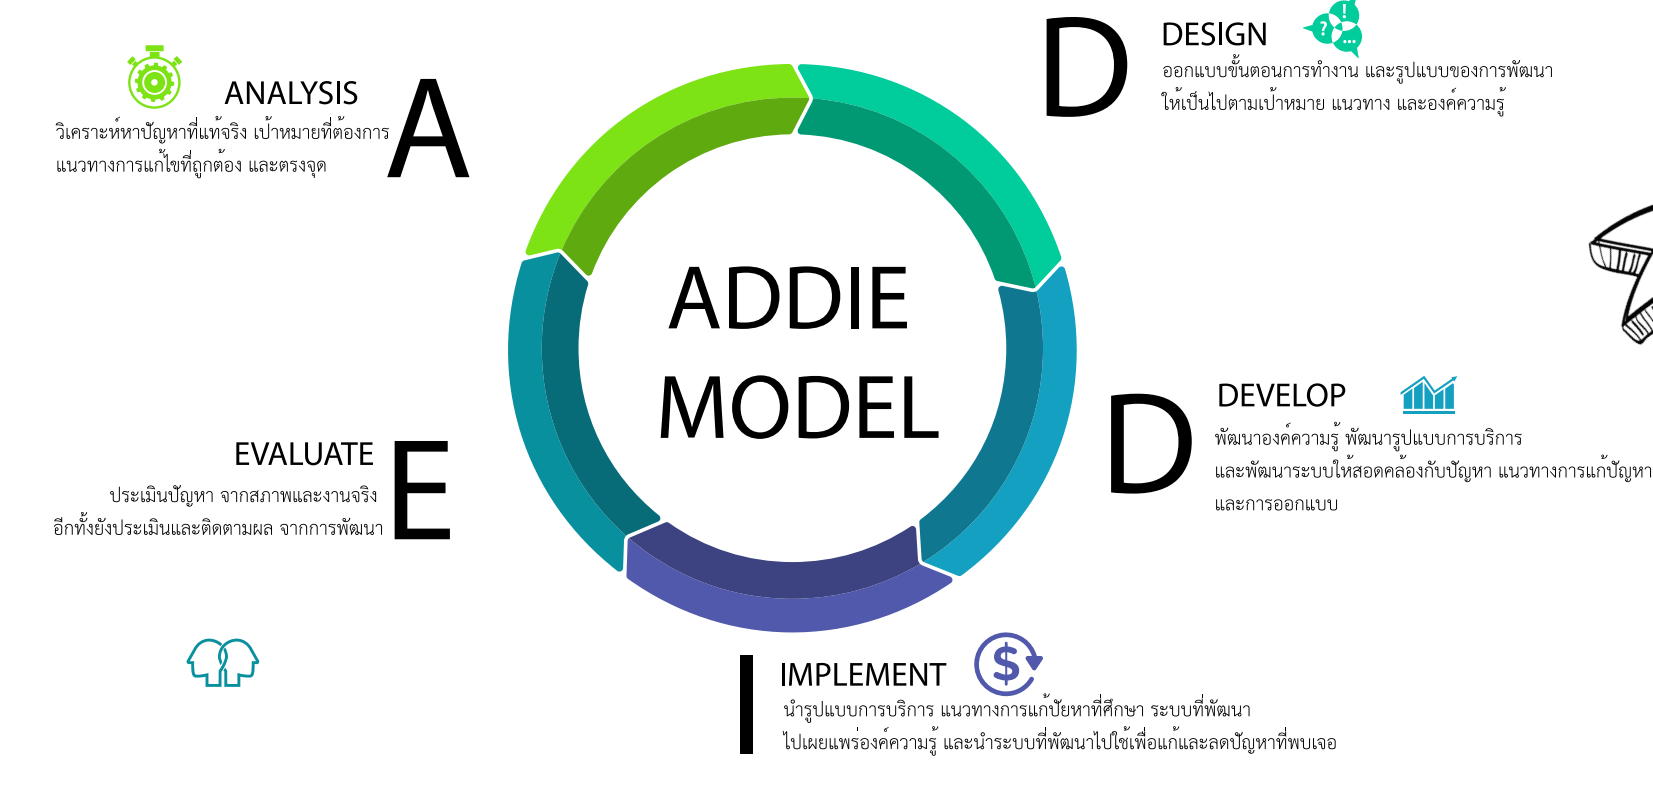 A
ANALYSIS
วิเคราะห์หาปัญหาที่แท้จริง เป้าหมายที่ต้องการ
แนวทางการแก้ไขที่ถูกต้อง และตรงจุด
D
DESIGN
ออกแบบขั้นตอนการทำงาน และรูปแบบของการพัฒนา
ให้เป็นไปตามเป้าหมาย แนวทาง และองค์ความรู้
ADDIE
MODEL
D
DEVELOP
พัฒนาองค์ความรู้ พัฒนารูปแบบการบริการ
และพัฒนาระบบให้สอดคล้องกับปัญหา แนวทางการแก้ปัญหา
และการออกแบบ
I
IMPLEMENT
นำรูปแบบการบริการ แนวทางการแก้ปัยหาที่ศึกษา ระบบที่พัฒนา
ไปเผยแพร่องค์ความรู้ และนำระบบที่พัฒนาไปใช้เพื่อแก้และลดปัญหาที่พบเจอ
E
EVALUATE
ประเมินปัญหา จากสภาพและงานจริง
อีกทั้งยังประเมินและติดตามผล จากการพัฒนา